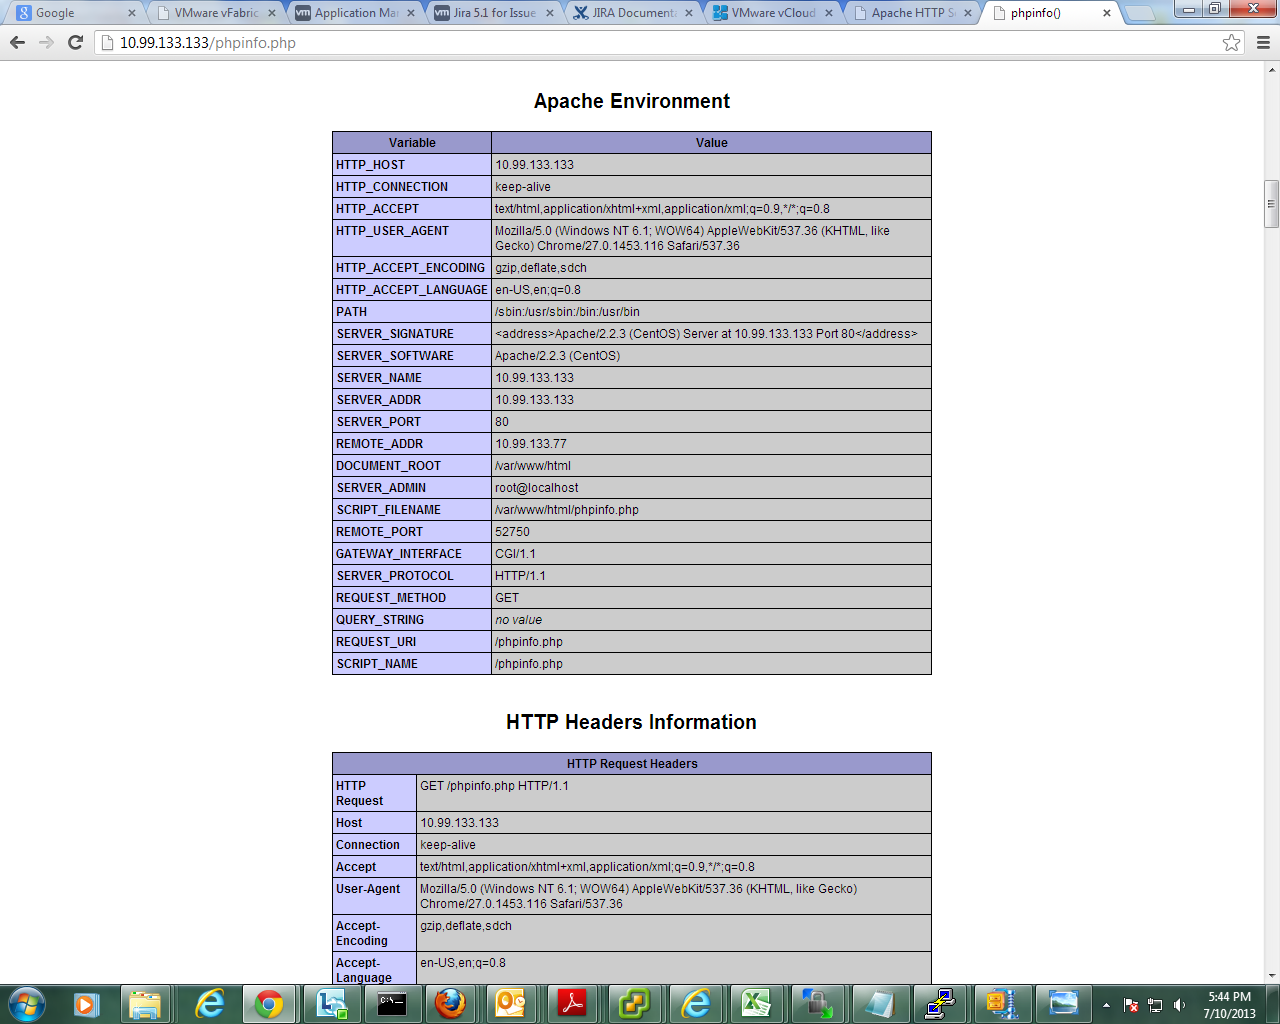 Google
VMware vFabric
Application Mar
Jira 5.1 for Issue
JIRA Documenta
VMware vCloud
Apache HTTP S
phpinfo()
10.99.133.133/phpinfo.php
Apache Environment
Variable Value
HTTP_HOST 10.99.133.133
HTTP_CONNECTION keep-alive
HTTP_ACCEPT text/html,application/xhtml+xml,application/xml;q=0.9,*/*;q=0.8
HTTP_USER_AGENT Mozilla/5.0 (Windows NT 6.1; WOW64) AppleWebKit/537.36 (KHTML, like
Gecko) Chrome/27.0.1453.116 Safari/537.36
HTTP_ACCEPT_ENCODING gzip,deflate,sdch
HTTP_ACCEPT_LANGUAGE en-US,en;q=0.8
PATH /sbin:/usr/sbin:/bin:/usr/bin
SERVER_SIGNATURE <address>Apache/2.2.3 (CentOS) Server at 10.99.133.133 Port 80</address>
SERVER_SOFTWARE Apache/2.2.3 (CentOS)
SERVER_NAME 10.99.133.133
SERVER_ADDR 10.99.133.133
SERVER_PORT 80
REMOTE_ADDR 10.99.133.77
DOCUMENT_ROOT /var/www/html
SERVER_ADMIN root@localhost
SCRIPT_FILENAME /var/www/html/phpinfo.php
REMOTE_PORT 52750
GATEWAY_INTERFACE CGI/1.1
SERVER_PROTOCOL HTTP/1.1
REQUEST_METHOD GET
QUERY_STRING no value
REQUEST_URI /phpinfo.php
SCRIPT_NAME /phpinfo.php
HTTP Headers Information
HTTP Request Headers
HTTP Request GET /phpinfo.php HTTP/1.1
Host 10.99.133.133
Connection keep-alive
Accept text/html,application/xhtml+xml,application/xml;q=0.9,*/*;q=0.8
User-Agent Mozilla/5.0 (Windows NT 6.1; WOW64) AppleWebKit/537.36 (KHTML, like Gecko)
Chrome/27.0.1453.116 Safari/537.36
Accept-Encoding gzip,deflate,sdch
Accept-Language en-US,en;q=0.8
5:44 PM
7/10/2013